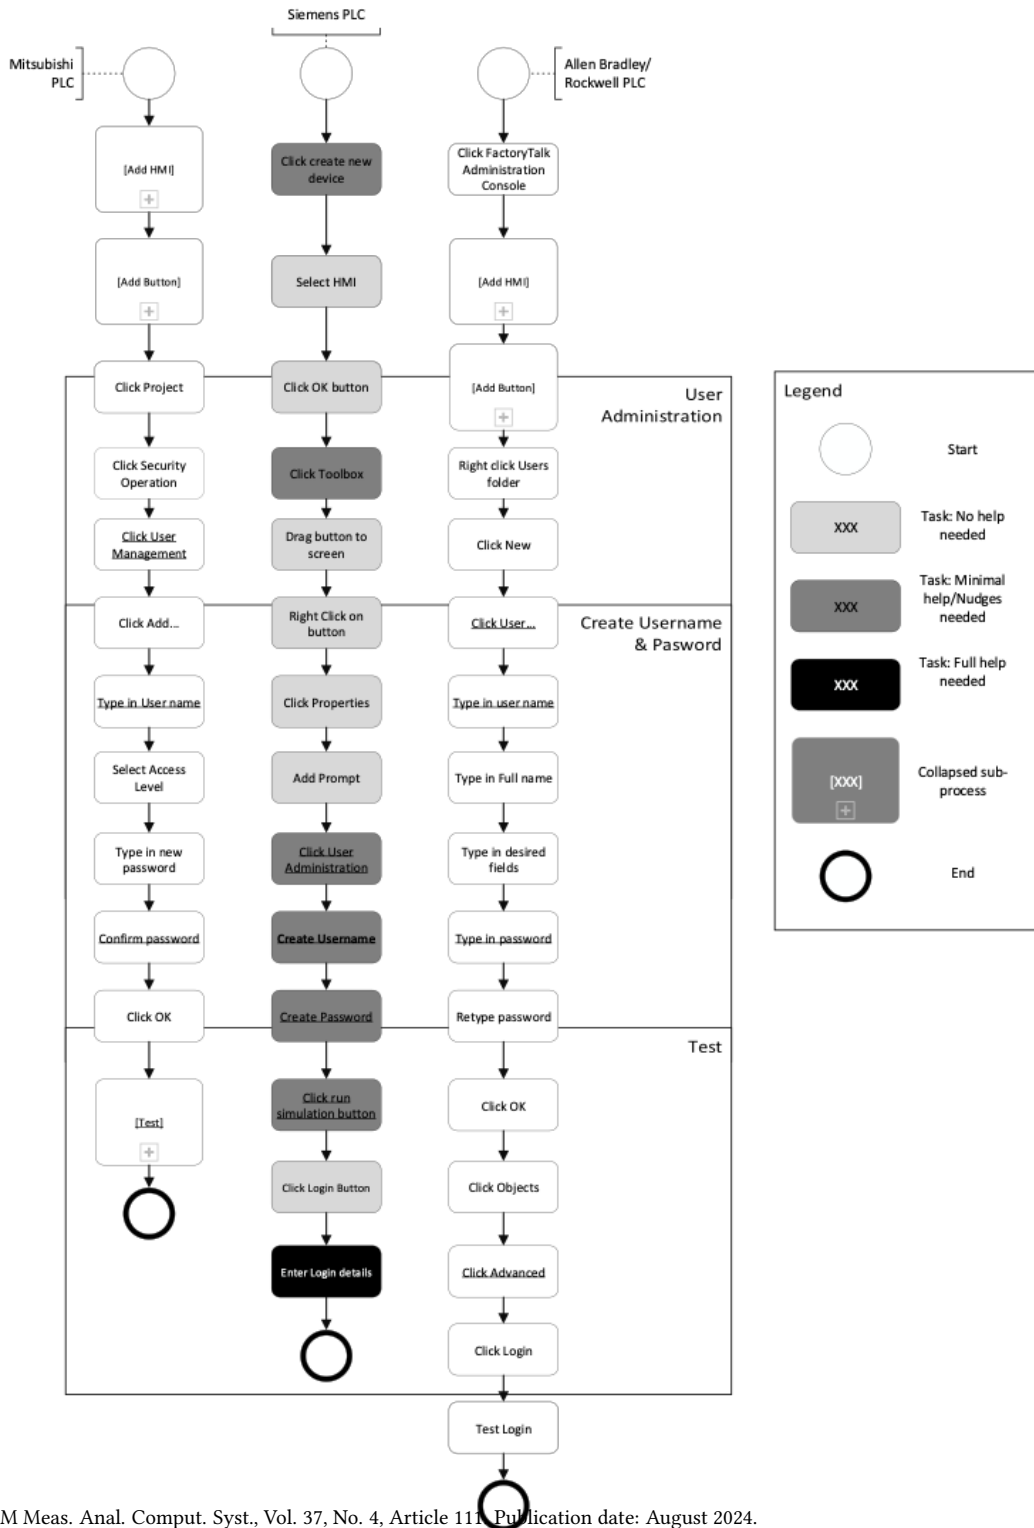 Siemens PLC
Mitsubishi
PLC
Allen Bradley/
Rockwell PLC
[Add HMI]
[Add Button]
Click Project
Click Security
Operation
Click User
Management
Click Add...
Type in User name
Select Access
Level
Type in new
password
Confirm password
Click OK
[Test]
Click create new
device
Select HMI
Click OK button
Click Toolbox
Drag button to
screen
Right Click on
button
Click Properties
Add Prompt
Click User
Administration
Create Username
Create Password
Click run
simulation button
Click Login Button
Enter Login details
Click FactoryTalk
Administration
Console
[Add HMI]
[Add Button]
Right click Users
folder
Click New
Click User...
Type in user name
Type in Full name
Type in desired
fields
Type in password
Retype password
Click OK
Click Objects
Click Advanced
Click Login
Test Login
User
Administration
Create Username
& Pasword
Test
Legend
Start
XXX
Task: No help
needed
XXX
Task: Minimal
help/Nudges
needed
XXX
Task: Full help
needed
[XXX]
Collapsed sub-
process
End
M Meas. Anal. Comput. Syst., Vol. 37, No. 4, Article 111. Publication date: August 2024.